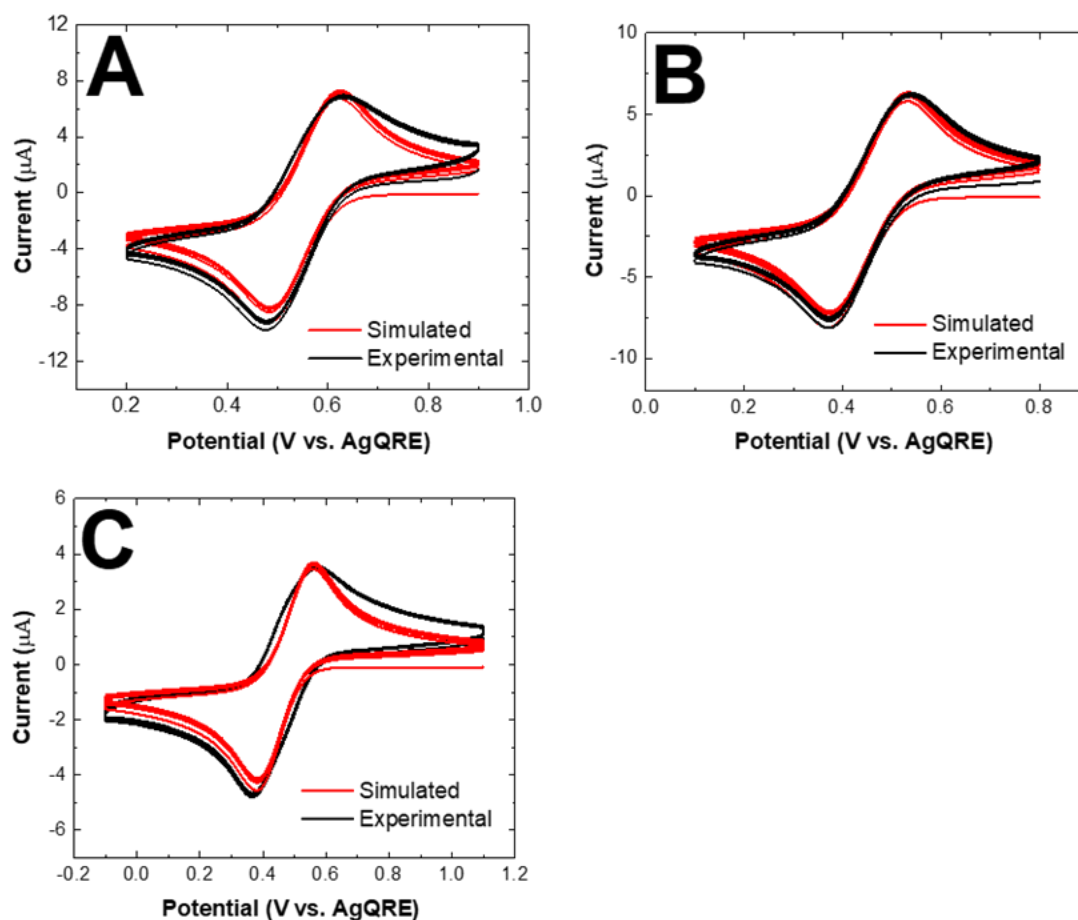 A
12
8
4
0
-4
-8
-12
Current (μA)
Simulated
Experimental
0.2 0.4 0.6 0.8 1.0
Potential (V vs. AgQRE)
B
10
5
0
-5
-10
Current (μA)
Simulated
Experimental
0.0 0.2 0.4 0.6 0.8
Potential (V vs. AgQRE)
C
6
4
2
0
-2
-4
-6
Current (μA)
Simulated
Experimental
-0.2 0.0 0.2 0.4 0.6 0.8 1.0 1.2
Potential (V vs. AgQRE)